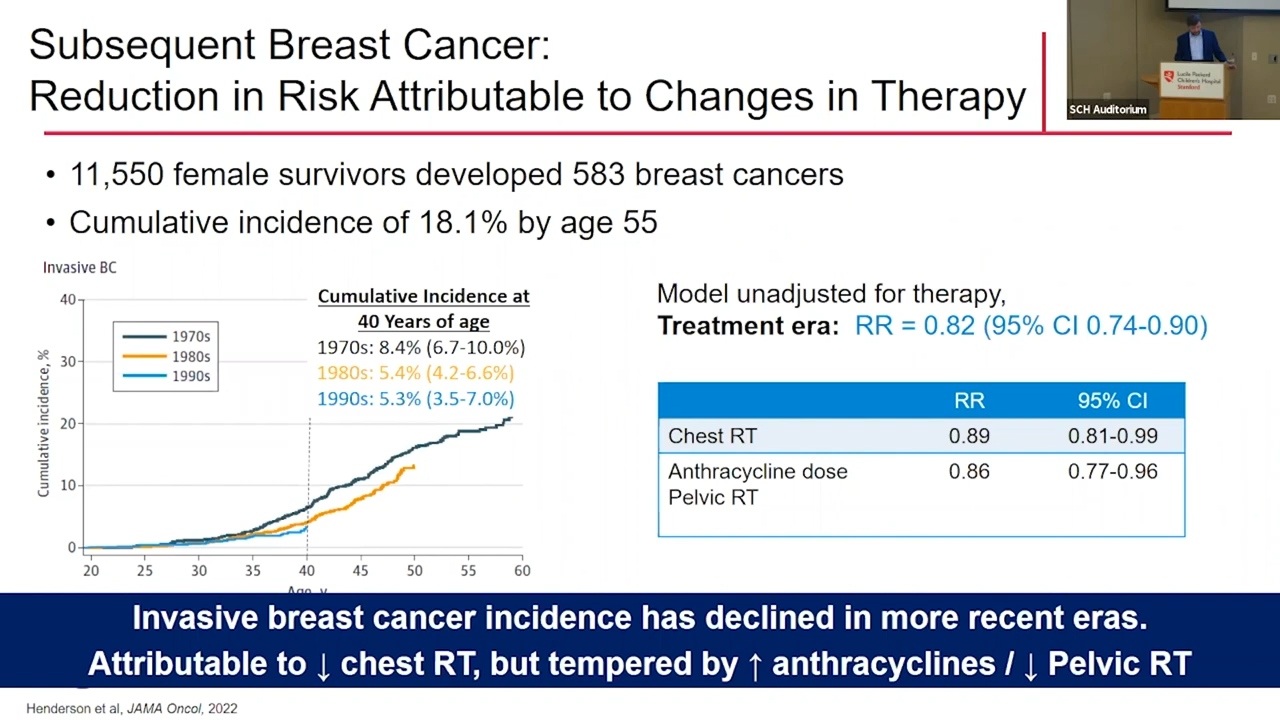 Subsequent Breast Cancer:
Reduction in Risk Attributable to Changes in Therapy
Lucile Packard
Children's Hospital
Stanford
SCH Auditorium
• 11,550 female survivors developed 583 breast cancers
• Cumulative incidence of 18.1% by age 55
Invasive BC
Cumulative incidence, %
40
30
20
10
0
1970s
1980s
1990s
Cumulative Incidence at
40 Years of age
1970s: 8.4% (6.7-10.0%)
1980s: 5.4% (4.2-6.6%)
1990s: 5.3% (3.5-7.0%)
20 25 30 35 40 45 50 55 60
Age, y
Model unadjusted for therapy,
Treatment era: RR = 0.82 (95% CI 0.74-0.90)
RR 95% CI
Chest RT 0.89 0.81-0.99
Anthracycline dose 0.86 0.77-0.96
Pelvic RT
Invasive breast cancer incidence has declined in more recent eras.
Attributable to ↓ chest RT, but tempered by ↑ anthracyclines / ↓ Pelvic RT
Henderson et al, JAMA Oncol, 2022